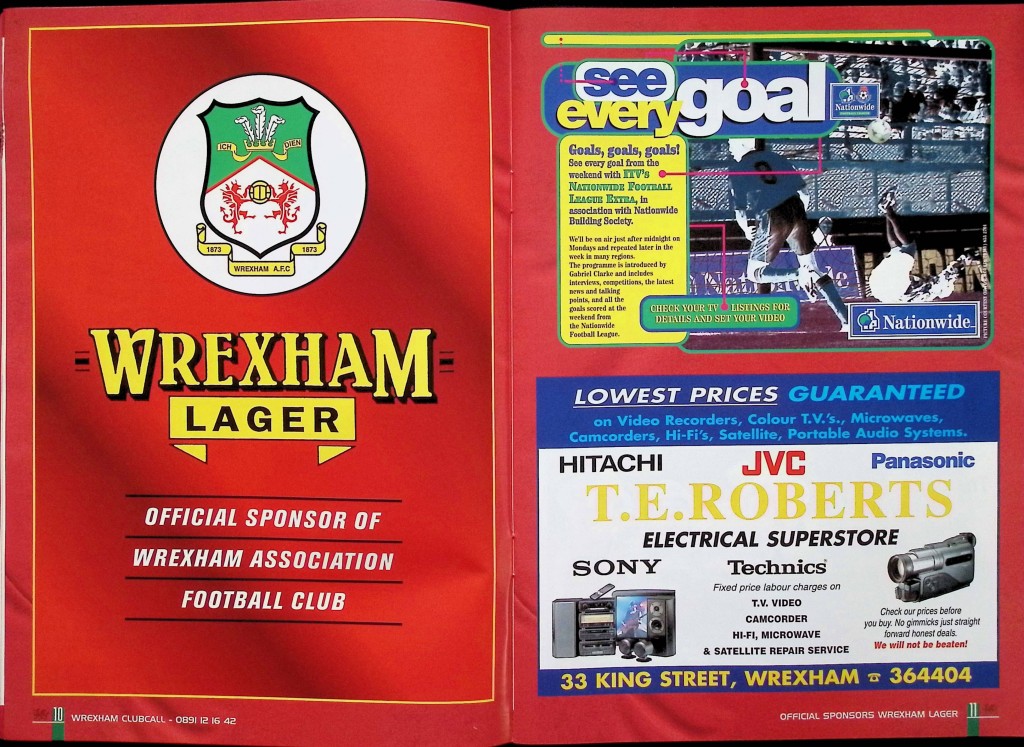 ICH DIEN
1873 1873
WREXHAM A.F.C
WREXHAM
LAGER
OFFICIAL SPONSOR OF
WREXHAM ASSOCIATION
FOOTBALL CLUB
10 WREXHAM CLUBCALL - 0891 12 16 42
see
every goal
Nationwide
Goals, goals, goals!
See every goal from the
weekend with ITV's
Nationwide Football
League Extra, in
association with Nationwide
Building Society.
We'll be on air just after midnight on
Mondays and repeated later in the
week in many regions.
The programme is introduced by
Gabriel Clarke and includes
interviews, competitions, the latest
news and talking
points, and all the
goals scored at the
weekend from
the Nationwide
Football League.
CHECK YOUR TV LISTINGS FOR
DETAILS AND SET YOUR VIDEO
8
Nationwide
Nationwide
LOWEST PRICES GUARANTEED
on Video Recorders, Colour T.V.'s., Microwaves,
Camcorders, Hi-Fi's, Satellite, Portable Audio Systems.
HITACHI JVC Panasonic
T.E.ROBERTS
ELECTRICAL SUPERSTORE
SONY Technics
Fixed price labour charges on
T.V. VIDEO
CAMCORDER
HI-FI, MICROWAVE
& SATELLITE REPAIR SERVICE
Check our prices before
you buy. No gimmicks just straight
forward honest deals.
We will not be beaten!
33 KING STREET, WREXHAM ☎ 364404
OFFICIAL SPONSORS WREXHAM LAGER 11